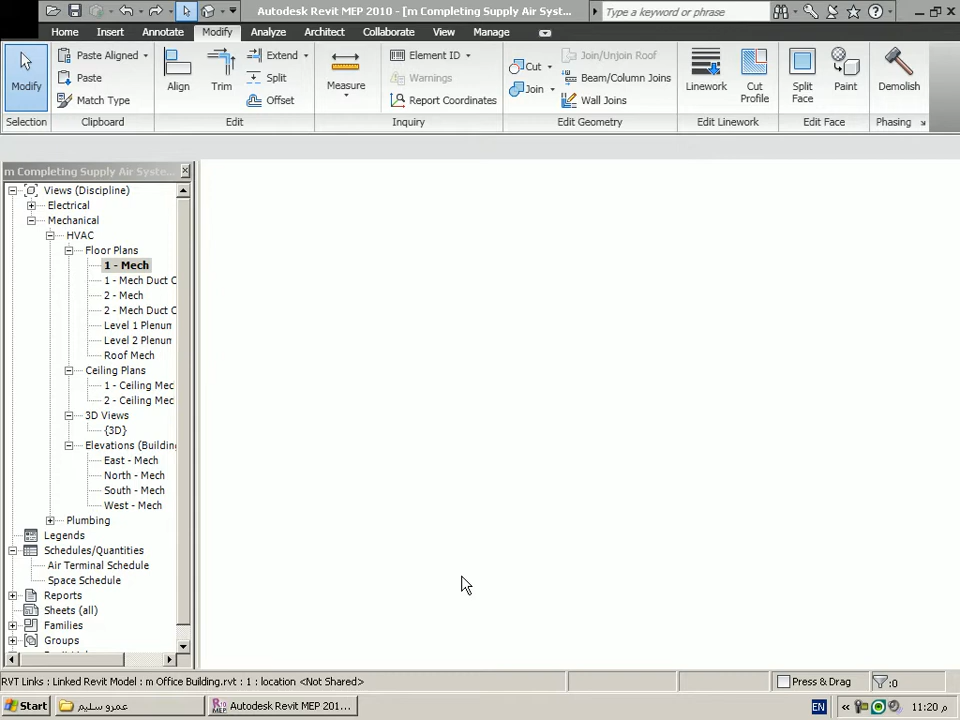 Autodesk Revit MEP 2010 - [m Completing Supply Air Syst...
Type a keyword or phrase
Home Insert Annotate Modify Analyze Architect Collaborate View Manage
Modify
Paste Aligned
Paste
Match Type
Align
Trim
Extend
Split
Offset
Measure
Element ID
Warnings
Report Coordinates
Cut
Join
Join/Unjoin Roof
Beam/Column Joins
Wall Joins
Linework
Cut Profile
Split Face
Paint
Demolish
Selection Clipboard Edit Inquiry Edit Geometry Edit Linework Edit Face Phasing
m Completing Supply Air Syste...
Views (Discipline)
Electrical
Mechanical
HVAC
Floor Plans
1 - Mech
1 - Mech Duct C
2 - Mech
2 - Mech Duct C
Level 1 Plenum
Level 2 Plenum
Roof Mech
Ceiling Plans
1 - Ceiling Mec
2 - Ceiling Mec
3D Views
{3D}
Elevations (Building
East - Mech
North - Mech
South - Mech
West - Mech
Plumbing
Legends
Schedules/Quantities
Air Terminal Schedule
Space Schedule
Reports
Sheets (all)
Families
Groups
RVT Links : Linked Revit Model : m Office Building.rvt : 1 : location <Not Shared>
Press & Drag
:0
Start
عمرو سليم
Autodesk Revit MEP 201...
EN
«
11:20 م